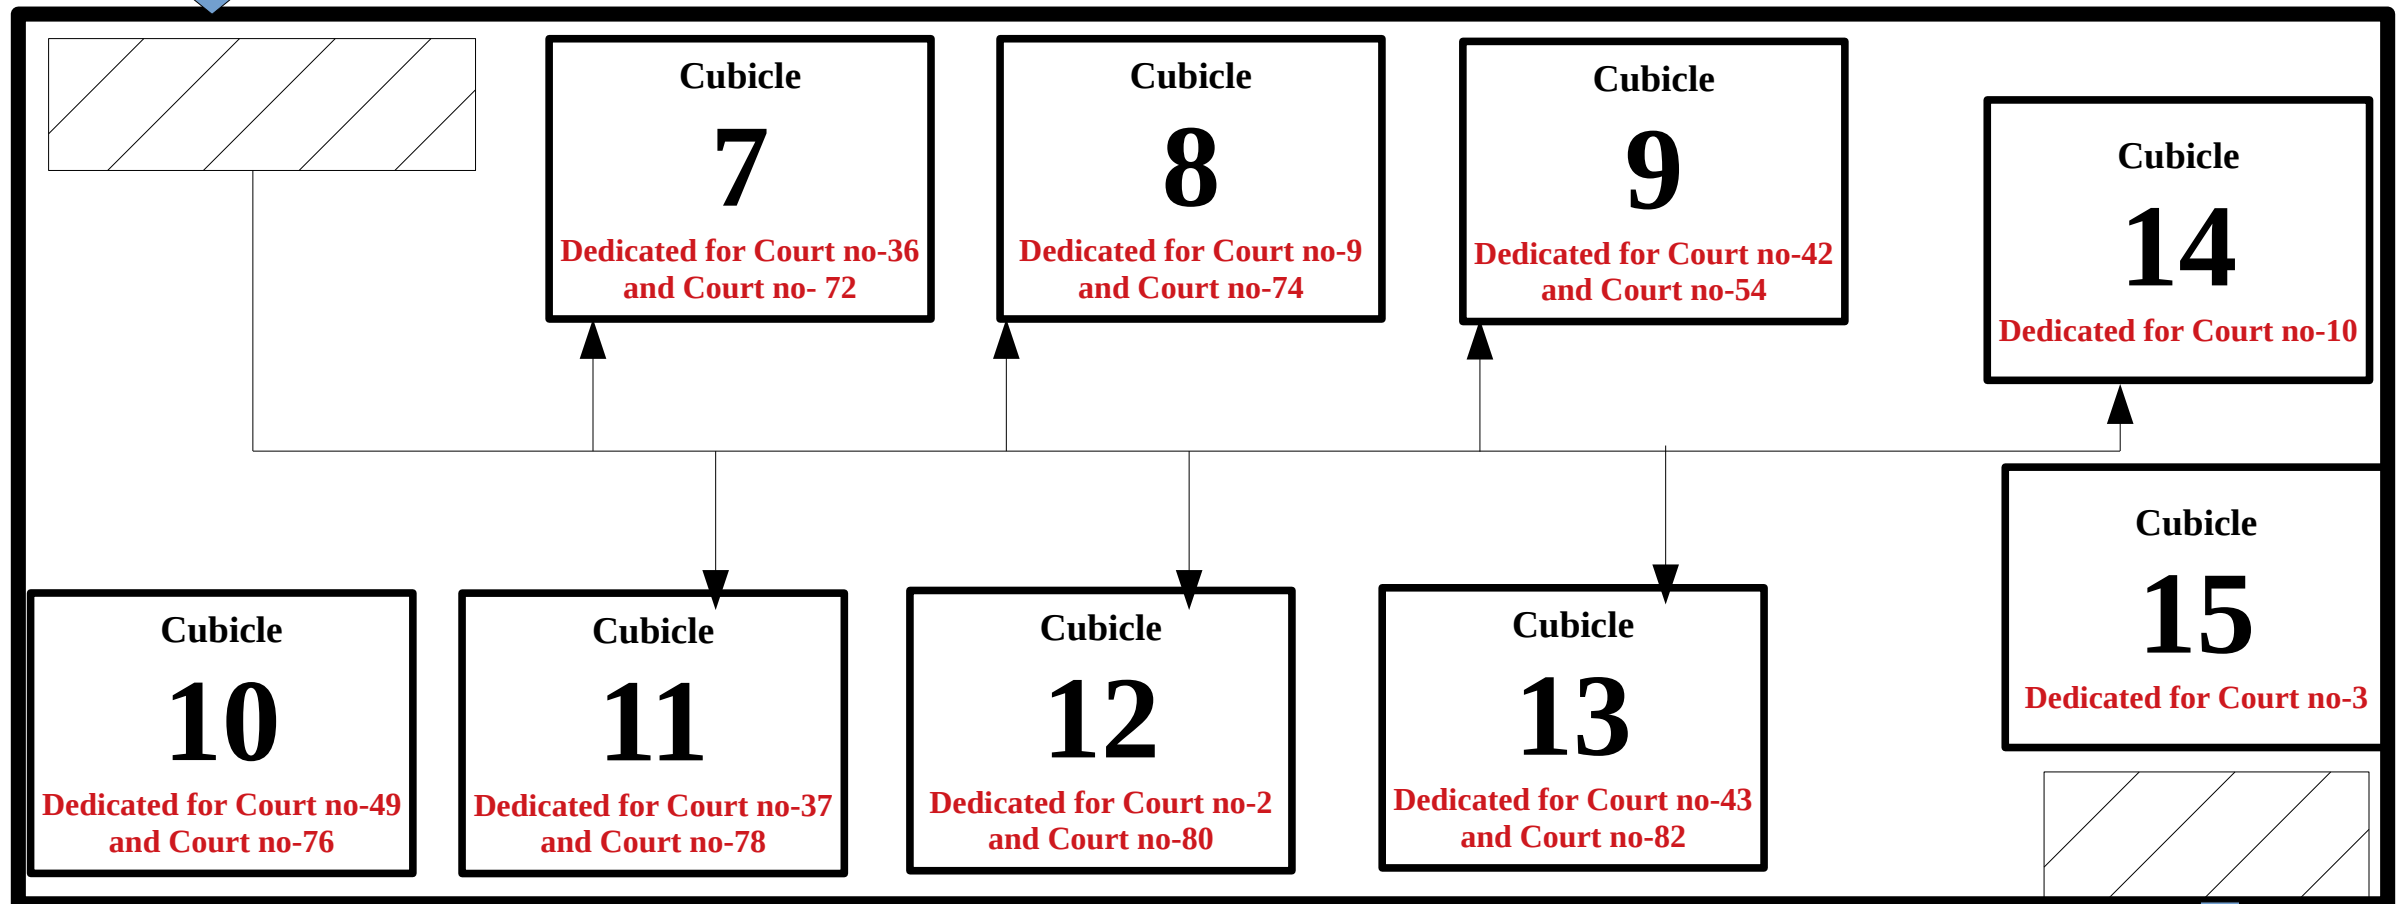 Cubicle
7
Dedicated for Court no-36
and Court no- 72
Cubicle
8
Dedicated for Court no-9
and Court no-74
Cubicle
9
Dedicated for Court no-42
and Court no-54
Cubicle
14
Dedicated for Court no-10
Cubicle
15
Dedicated for Court no-3
Cubicle
10
Dedicated for Court no-49
and Court no-76
Cubicle
11
Dedicated for Court no-37
and Court no-78
Cubicle
12
Dedicated for Court no-2
and Court no-80
Cubicle
13
Dedicated for Court no-43
and Court no-82